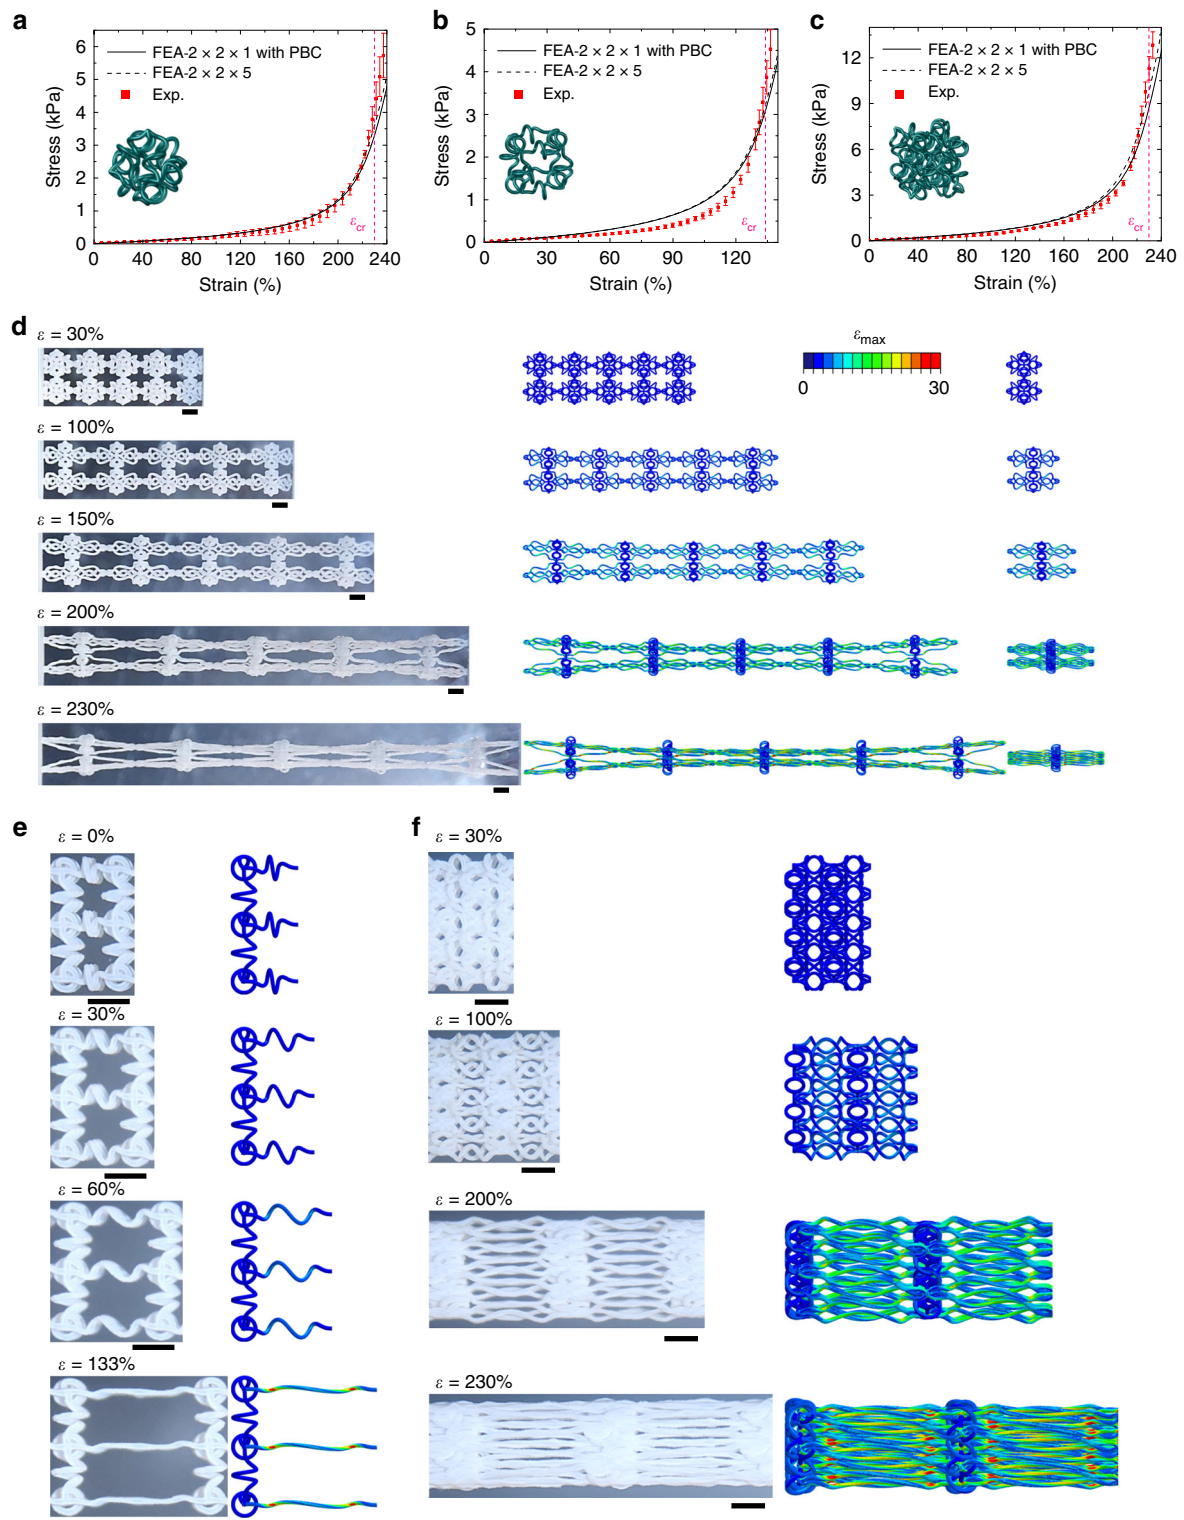 a
Stress (kPa)
6
5
4
3
2
1
0
FEA-2 × 2 × 1 with PBC
FEA-2 × 2 × 5
Exp.
εcr
0 40 80 120 160 200 240
Strain (%)
b
Stress (kPa)
5
4
3
2
1
0
FEA-2 × 2 × 1 with PBC
FEA-2 × 2 × 5
Exp.
εcr
0 30 60 90 120
Strain (%)
c
Stress (kPa)
12
9
6
3
0
FEA-2 × 2 × 1 with PBC
FEA-2 × 2 × 5
Exp.
εcr
0 40 80 120 160 200 240
Strain (%)
d
ε = 30%
εmax
0 30
ε = 100%
ε = 150%
ε = 200%
ε = 230%
e
ε = 0%
ε = 30%
ε = 60%
ε = 133%
f
ε = 30%
ε = 100%
ε = 200%
ε = 230%